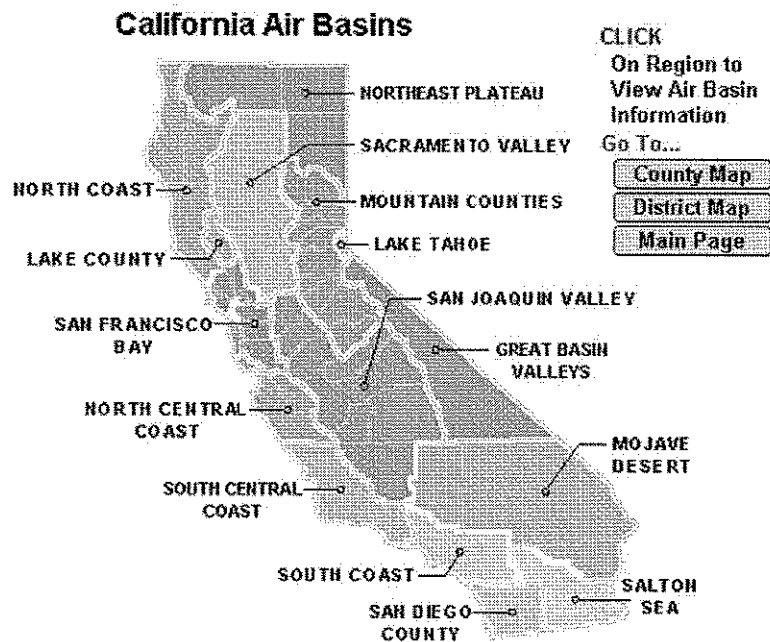 California Air Basins
CLICK
On Region to
View Air Basin
Information
Go To...
County Map
District Map
Main Page
NORTHEAST PLATEAU
SACRAMENTO VALLEY
NORTH COAST
MOUNTAIN COUNTIES
LAKE TAHOE
LAKE COUNTY
SAN JOAQUIN VALLEY
SAN FRANCISCO
BAY
GREAT BASIN
VALLEYS
NORTH CENTRAL
COAST
MOJAVE
DESERT
SOUTH CENTRAL
COAST
SOUTH COAST
SALTON
SEA
SAN DIEGO
COUNTY